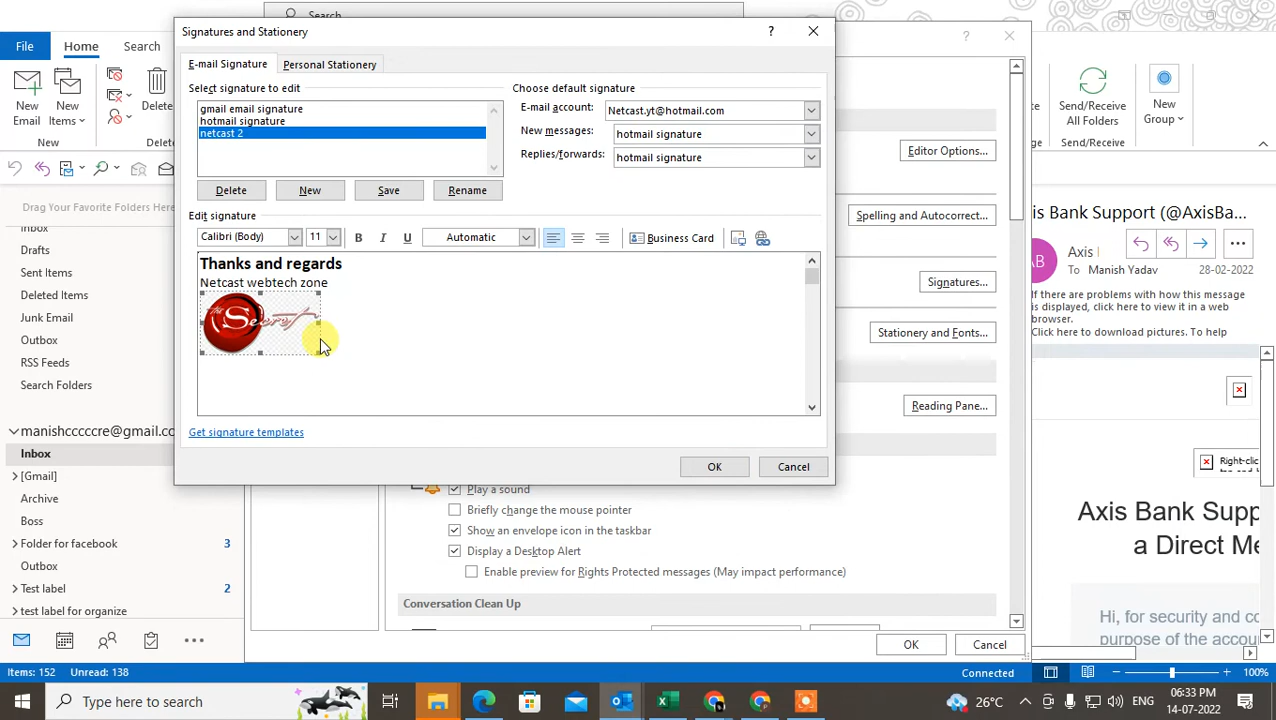 Search
Signatures and Stationery
?
File Home Search
E-mail Signature Personal Stationery
Select signature to edit
Choose default signature
gmail email signature
hotmail signature
netcast 2
E-mail account: Netcast.yt@hotmail.com
New messages: hotmail signature
Replies/forwards: hotmail signature
Delete New Save Rename
Edit signature
Calibri (Body) 11 B I U Automatic Business Card
Thanks and regards
Netcast webtech zone
The Secret
Get signature templates
OK Cancel
New Email
New Items
Delete
New
Drag Your Favorite Folders Here
Inbox
Drafts
Sent Items
Deleted Items
Junk Email
Outbox
RSS Feeds
Search Folders
manishcccccre@gmail.c
Inbox
[Gmail]
Archive
Boss
Folder for facebook 3
Outbox
Test label 2
test label for organize
?
Editor Options...
Spelling and Autocorrect...
Signatures...
Stationery and Fonts...
Reading Pane...
Play a sound
Briefly change the mouse pointer
Show an envelope icon in the taskbar
Display a Desktop Alert
Enable preview for Rights Protected messages (May impact performance)
Conversation Clean Up
OK Cancel
Send/Receive All Folders
New Group
Send/Receive
is Bank Support (@AxisBa...
AB
Axis
To Manish Yadav
28-02-2022
If there are problems with how this message is displayed, click here to view it in a web browser.
Click here to download pictures. To help
Right-clic
Axis Bank Supp
a Direct Me
Hi, for security and co
purpose of the accou
Items: 152 Unread: 138
Connected
100%
Type here to search
26°C
ENG
06:33 PM
14-07-2022